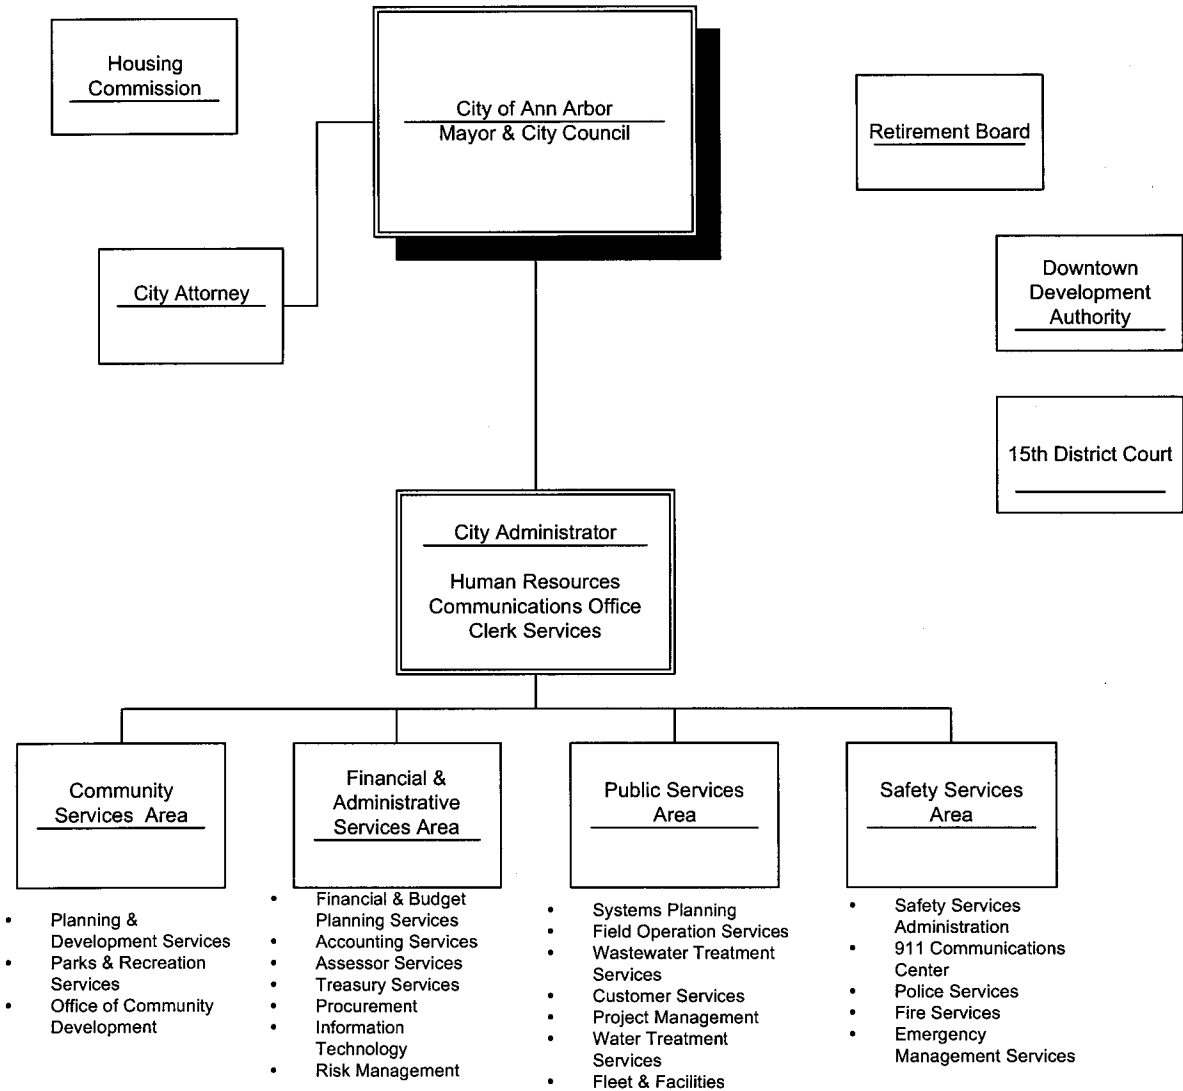 Housing
Commission
City of Ann Arbor
Mayor & City Council
Retirement Board
City Attorney
Downtown
Development
Authority
15th District Court
City Administrator
Human Resources
Communications Office
Clerk Services
Community
Services Area
Financial &
Administrative
Services Area
Public Services
Area
Safety Services
Area
• Planning &
Development Services
• Parks & Recreation
Services
• Office of Community
Development
• Financial & Budget
Planning Services
• Accounting Services
• Assessor Services
• Treasury Services
• Procurement
• Information
Technology
• Risk Management
• Systems Planning
• Field Operation Services
• Wastewater Treatment
Services
• Customer Services
• Project Management
• Water Treatment
Services
• Fleet & Facilities
• Safety Services
Administration
• 911 Communications
Center
• Police Services
• Fire Services
• Emergency
Management Services